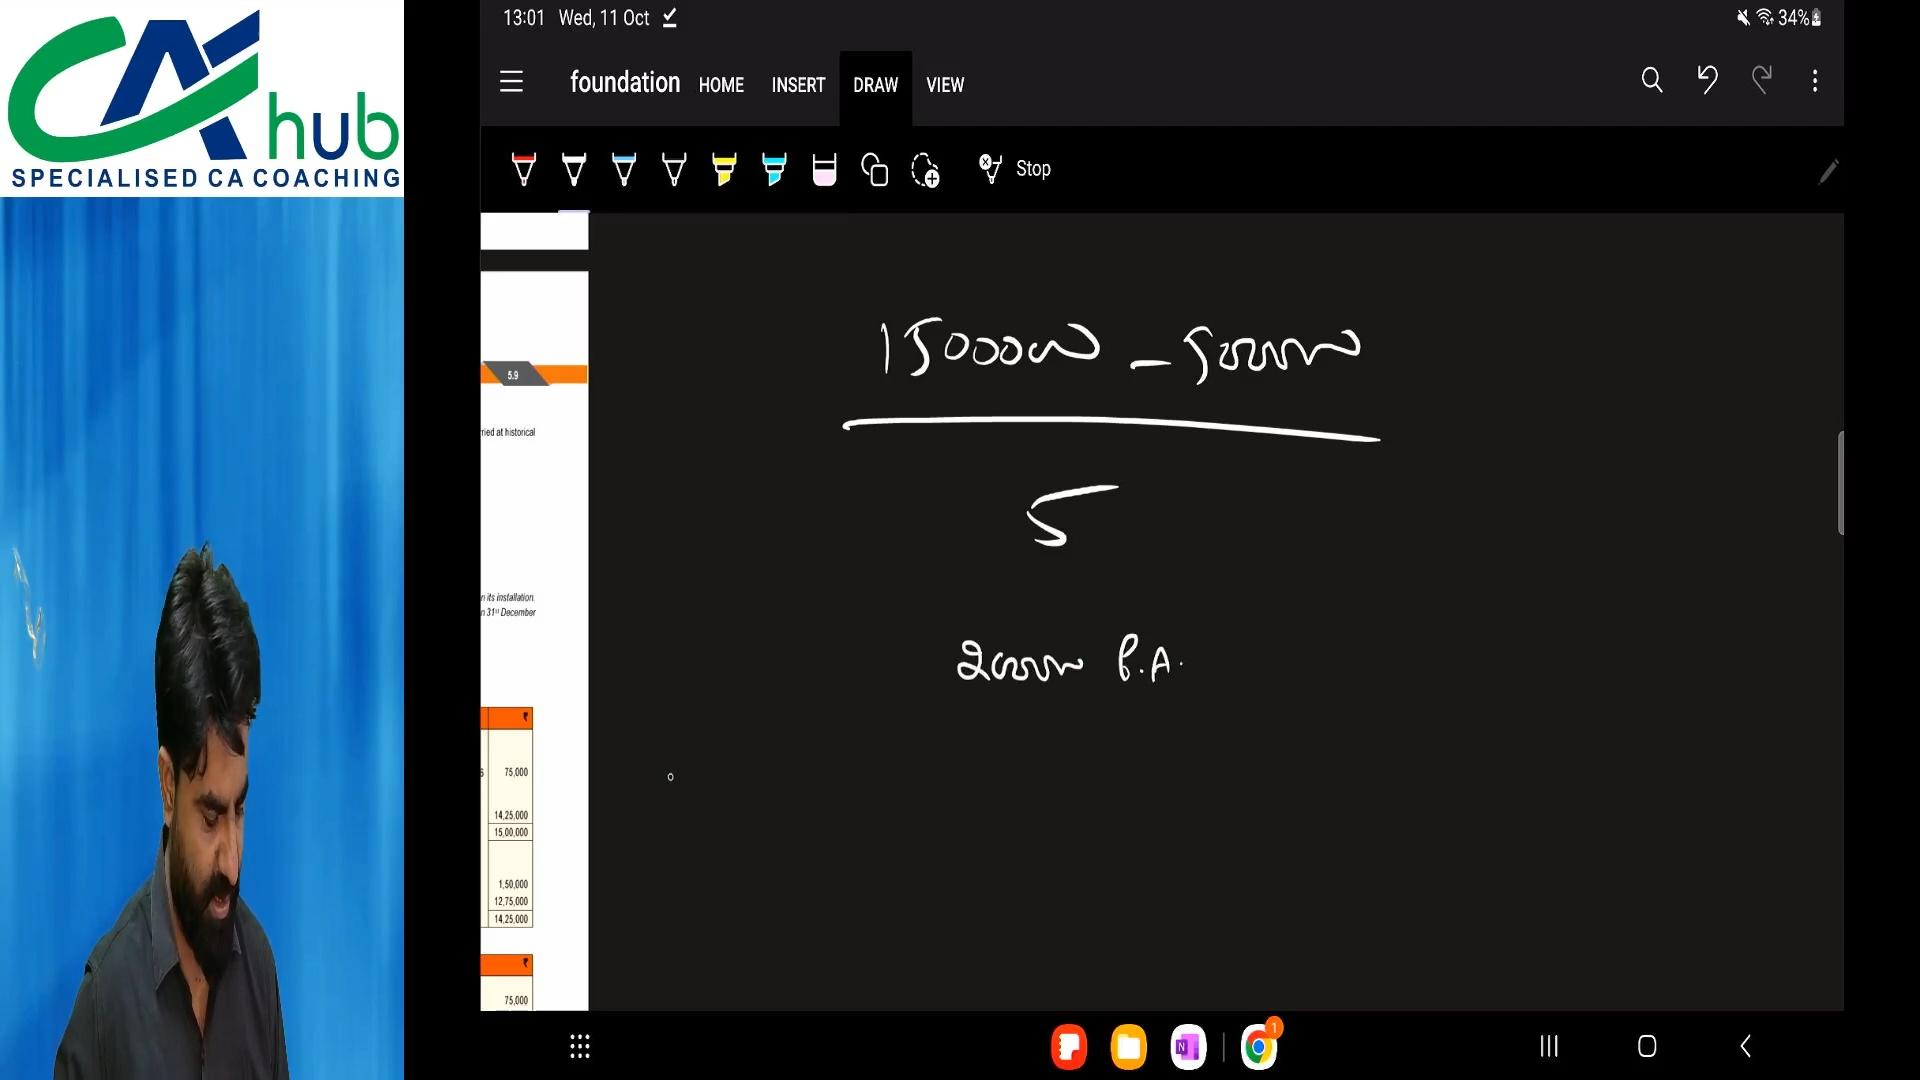 CA hub
SPECIALISED CA COACHING
13:01 Wed, 11 Oct
34%
foundation HOME INSERT DRAW VIEW
Stop
5.9
ried at historical
n its installation.
n 31st December
₹
75,000
14,25,000
15,00,000
1,50,000
12,75,000
14,25,000
₹
75,000
1500000 - 500000
5
200000 P.A.
1